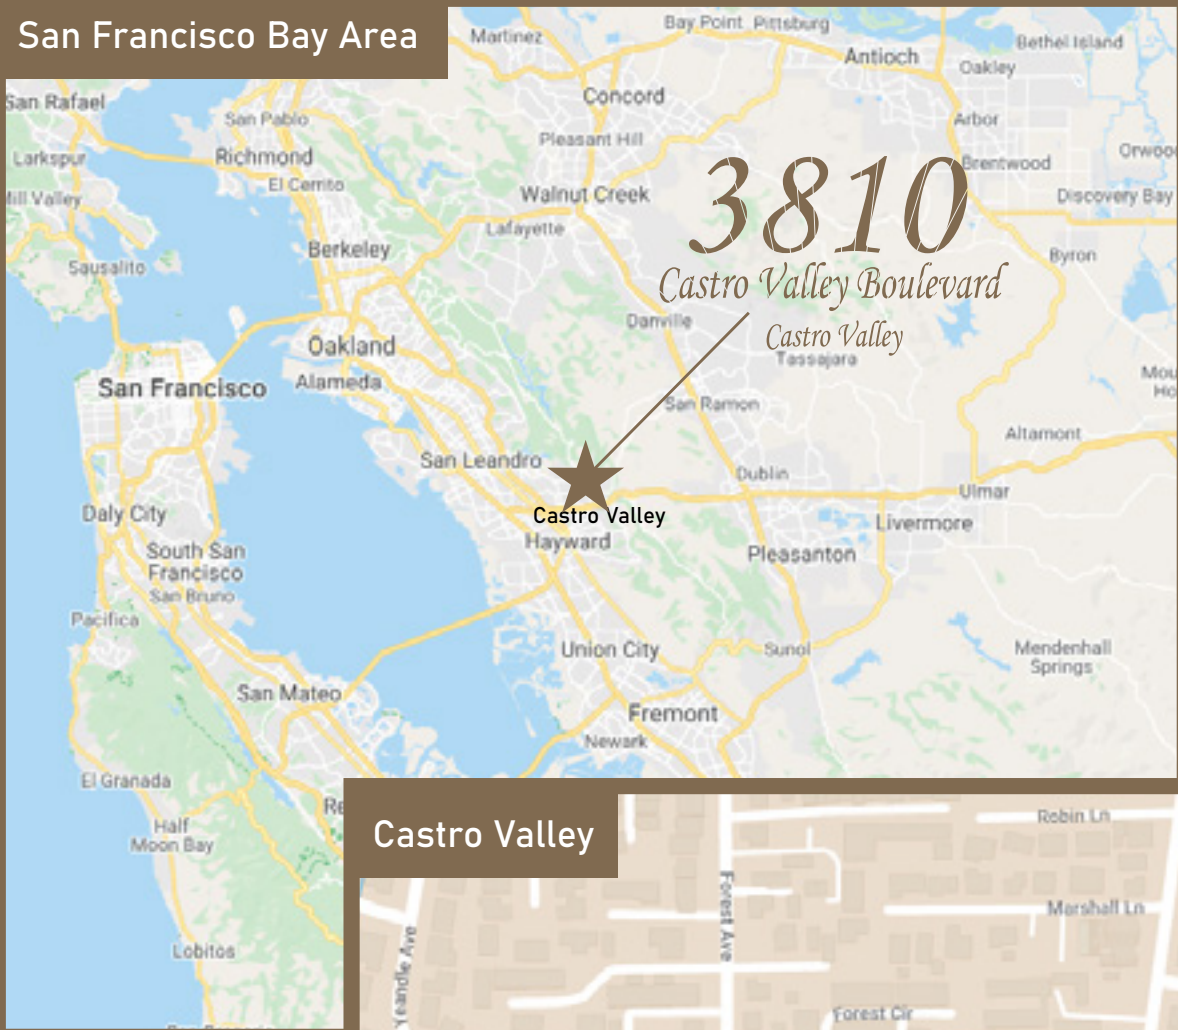 San Francisco Bay Area
Martinez
Bay Point
Pittsburg
Antioch
Bethel Island
Oakley
San Rafael
Concord
San Pablo
Arbor
Pleasant Hill
Larkspur
Richmond
Brentwood
El Cerrito
Mill Valley
Walnut Creek
Discovery Bay
Lafayette
3810
Castro Valley Boulevard
Castro Valley
Berkeley
Sausalito
Byron
Danville
Oakland
Tassajara
San Francisco
Alameda
San Ramon
Altamont
San Leandro
Dublin
Ulmar
Castro Valley
Daly City
Livermore
Hayward
South San
Francisco
Pleasanton
San Bruno
Pacifica
Union City
Sunol
Mendenhall
Springs
San Mateo
Fremont
Newark
El Granada
Half
Moon Bay
Lobitos
Castro Valley
Robin Ln
Forest Ave
Marshall Ln
Yeandle Ave
Forest Cir